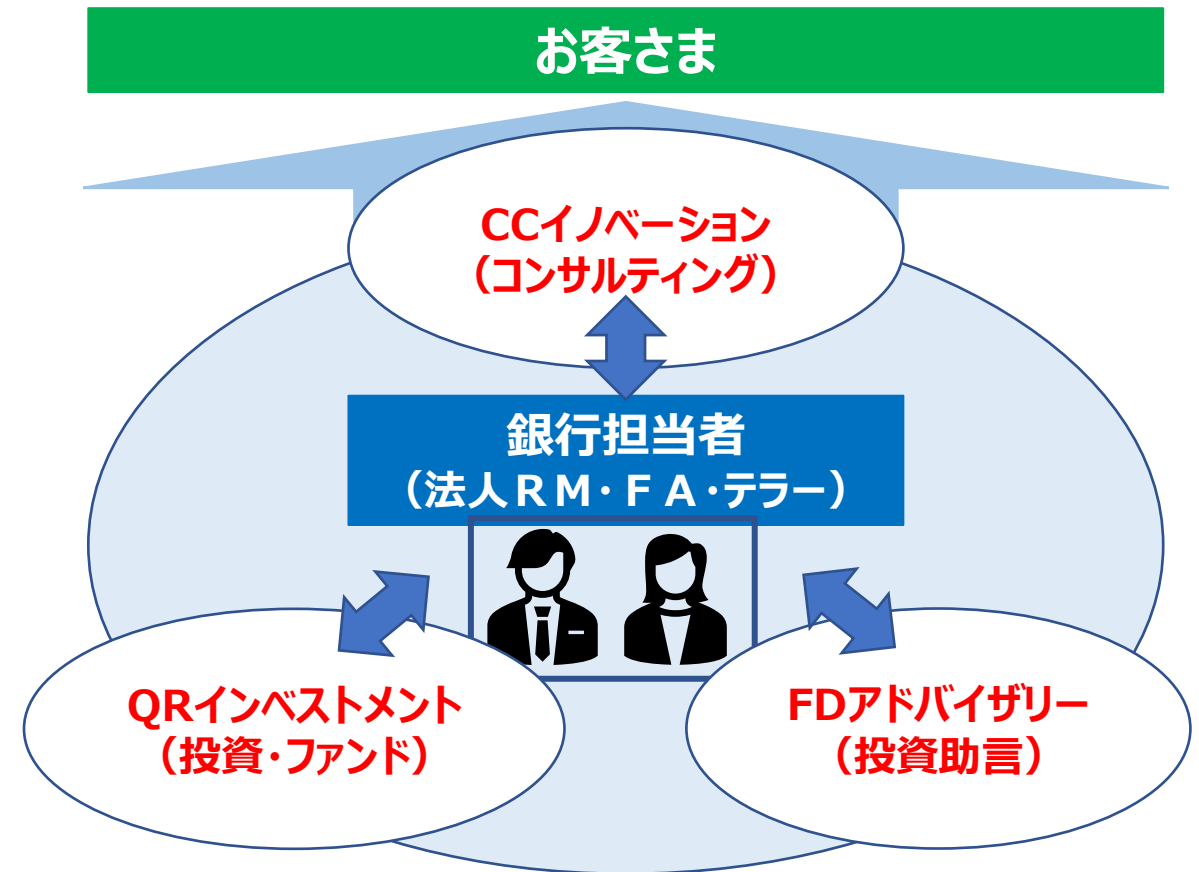 お客さま
CCイノベーション
（コンサルティング）
銀行担当者
（法人ＲＭ・ＦＡ・テラー）
QRインベストメント
（投資・ファンド）
FDアドバイザリー
（投資助言）